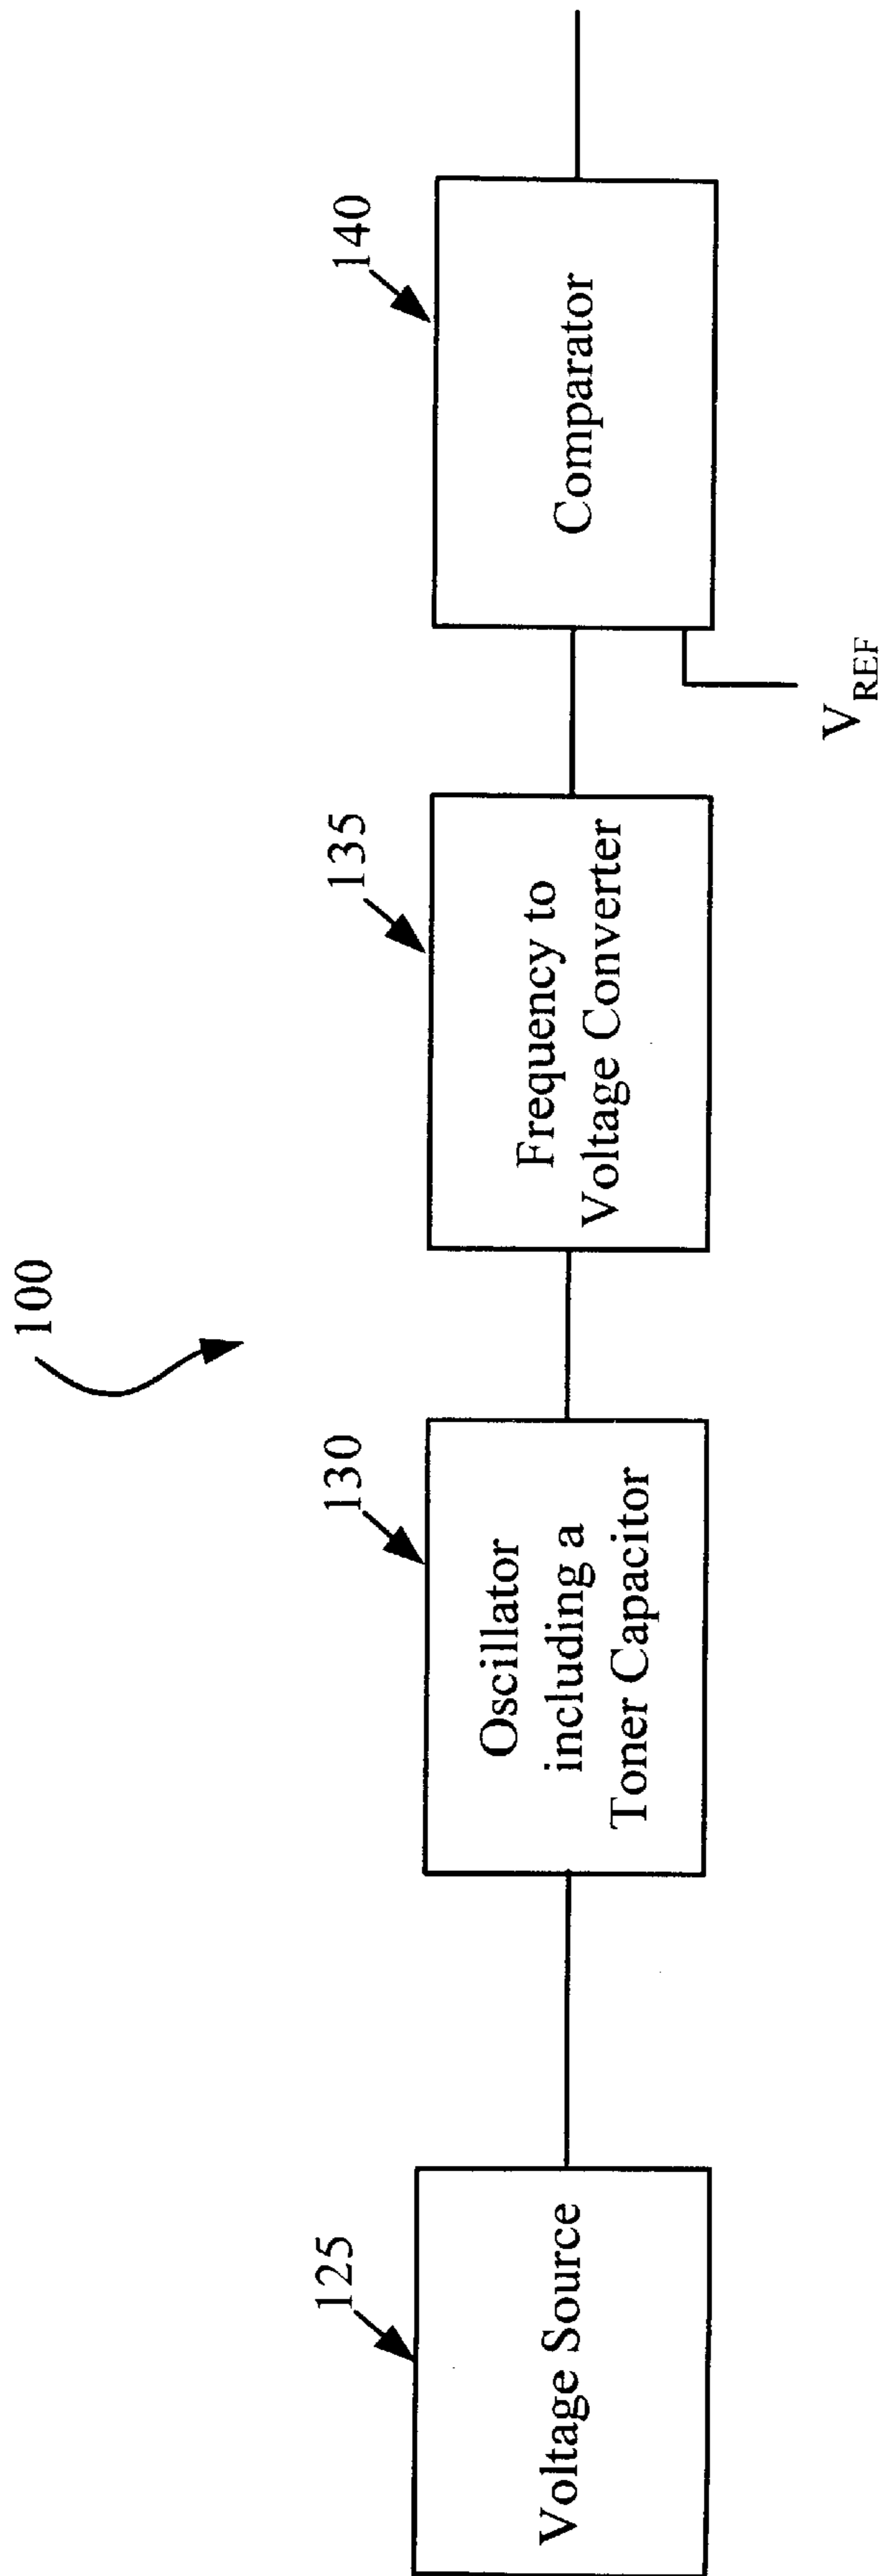 100
125
Voltage Source
130
Oscillator
including a
Toner Capacitor
135
Frequency to
Voltage Converter
140
Comparator
VREF